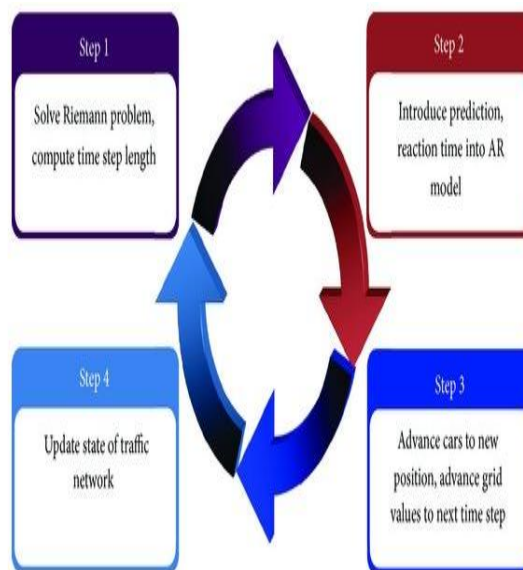 Step 1
Solve Riemann problem,
compute time step length
Step 2
Introduce prediction,
reaction time into AR
model
Step 3
Advance cars to new
position, advance grid
values to next time step
Step 4
Update state of traffic
network